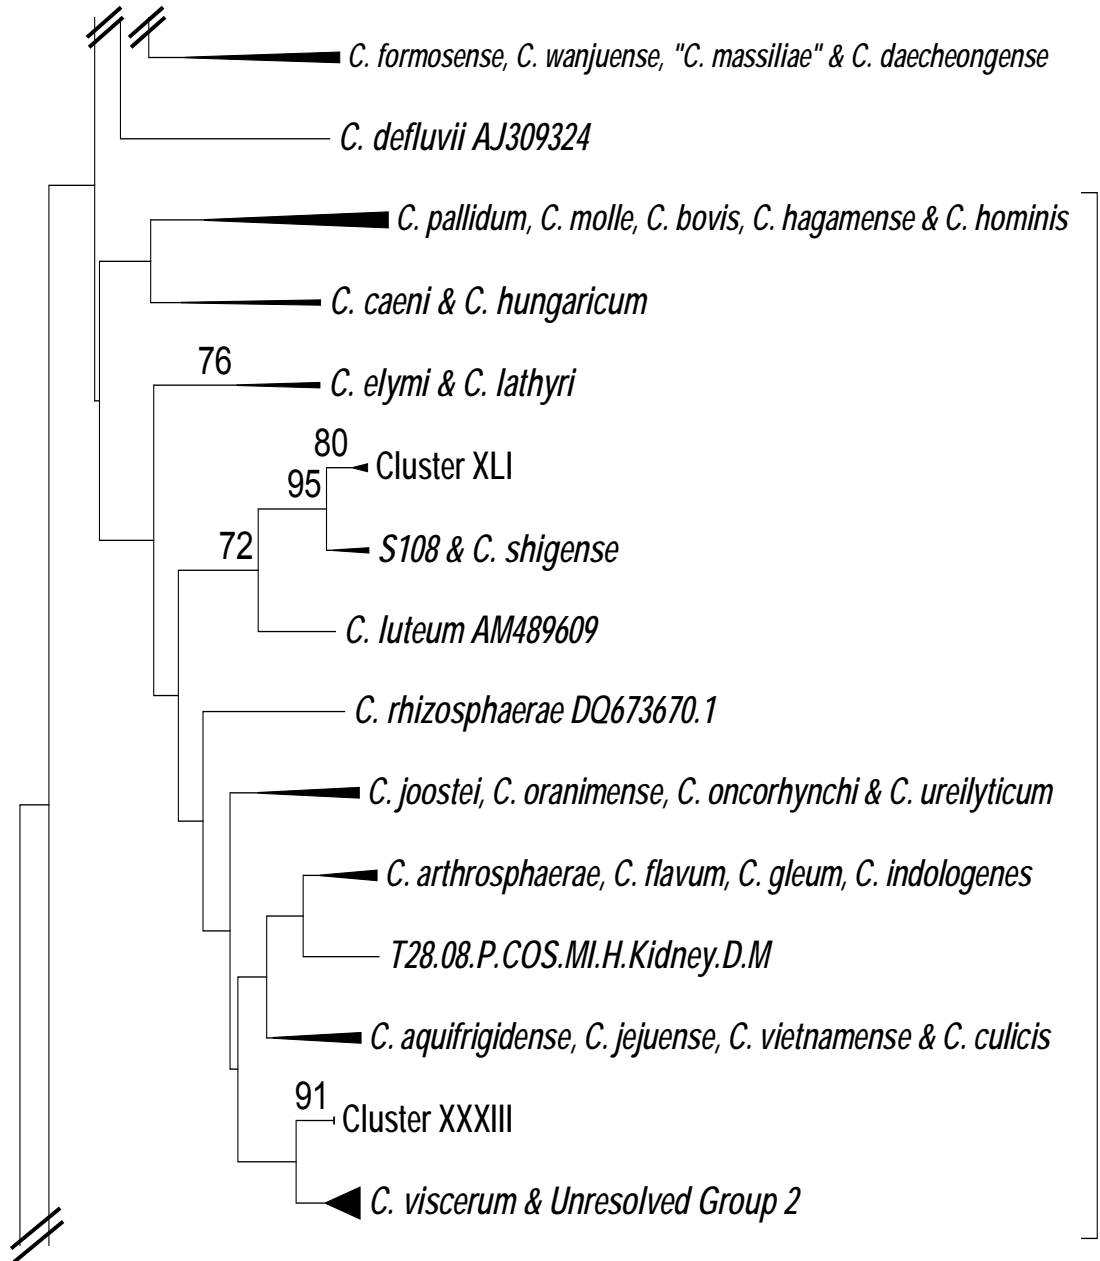 C. formosense, C. wanjuense, "C. massiliae" & C. daecheongense
C. defluvii AJ309324
C. pallidum, C. molle, C. bovis, C. hagamense & C. hominis
C. caeni & C. hungaricum
76
C. elymi & C. lathyri
80
Cluster XLI
95
72
S108 & C. shigense
C. luteum AM489609
C. rhizosphaerae DQ673670.1
C. joostei, C. oranimense, C. oncorhynchi & C. ureilyticum
C. arthrosphaerae, C. flavum, C. gleum, C. indologenes
T28.08.P.COS.MI.H.Kidney.D.M
C. aquifrigidense, C. jejuense, C. vietnamense & C. culicis
91
Cluster XXXIII
C. viscerum & Unresolved Group 2